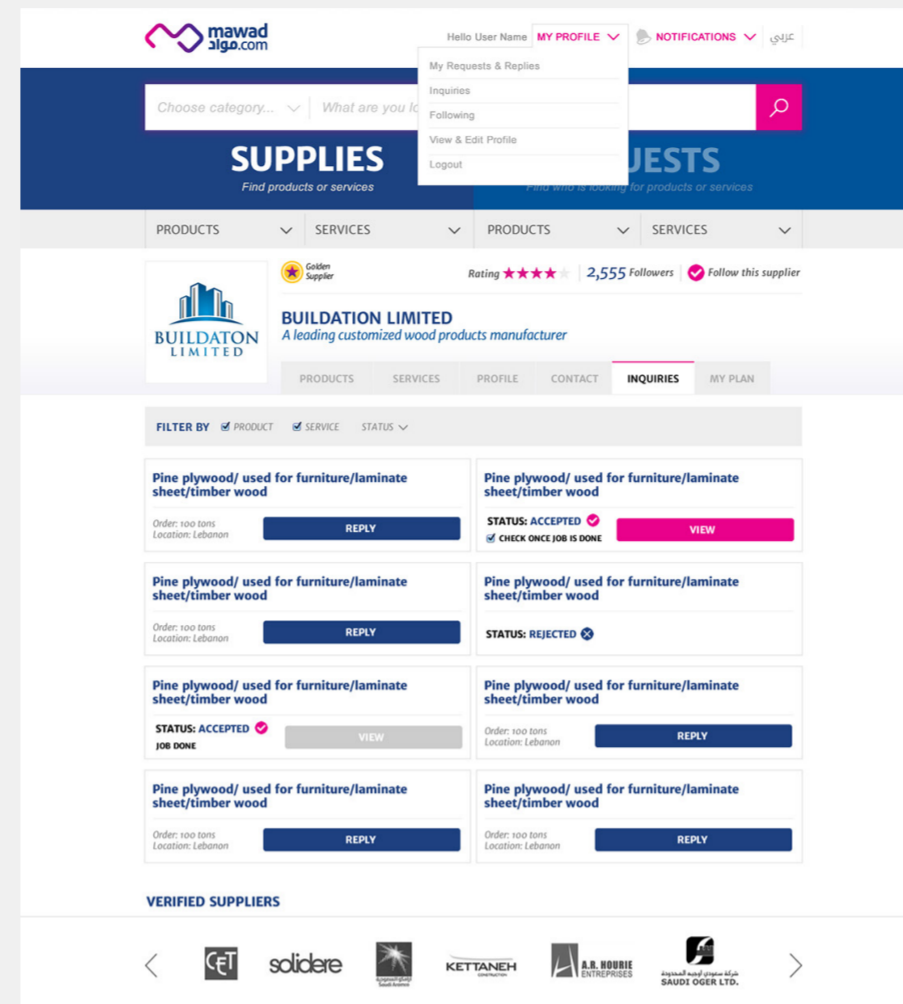 mawad
مواد.com
Hello User Name MY PROFILE NOTIFICATIONS عربي
My Requests & Replies
Inquiries
Following
View & Edit Profile
Logout
Choose category... What are you lo
SUPPLIES
Find products or services
UESTS
Find who is looking for products or services
PRODUCTS SERVICES PRODUCTS SERVICES
Golden
Supplier
Rating 2,555 Followers Follow this supplier
BUILDATON
LIMITED
BUILDATION LIMITED
A leading customized wood products manufacturer
PRODUCTS SERVICES PROFILE CONTACT INQUIRIES MY PLAN
FILTER BY PRODUCT SERVICE STATUS
Pine plywood/ used for furniture/laminate
sheet/timber wood
Order: 100 tons
Location: Lebanon
REPLY
Pine plywood/ used for furniture/laminate
sheet/timber wood
STATUS: ACCEPTED
CHECK ONCE JOB IS DONE
VIEW
Pine plywood/ used for furniture/laminate
sheet/timber wood
Order: 100 tons
Location: Lebanon
REPLY
Pine plywood/ used for furniture/laminate
sheet/timber wood
STATUS: REJECTED
Pine plywood/ used for furniture/laminate
sheet/timber wood
STATUS: ACCEPTED
JOB DONE
VIEW
Pine plywood/ used for furniture/laminate
sheet/timber wood
Order: 100 tons
Location: Lebanon
REPLY
Pine plywood/ used for furniture/laminate
sheet/timber wood
Order: 100 tons
Location: Lebanon
REPLY
Pine plywood/ used for furniture/laminate
sheet/timber wood
Order: 100 tons
Location: Lebanon
REPLY
VERIFIED SUPPLIERS
CET
solidere
أرامكو السعودية
Saudi Aramco
KETTANEH
CONSTRUCTION
A.R. HOURIE
ENTERPRISES
شركة سعودي أوجيه المحدودة
SAUDI OGER LTD.